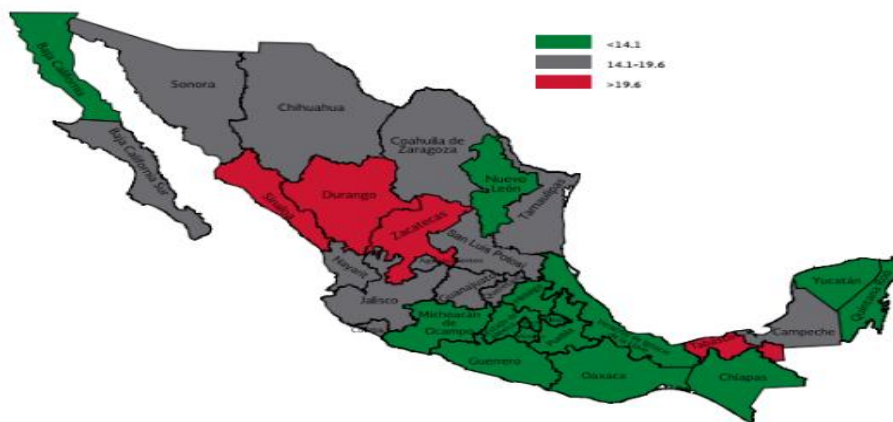 <14.1
14.1-19.6
>19.6
Baja California
Sonora
Chihuahua
Coahuila de
Zaragoza
Baja California Sur
Nuevo
León
Tamaulipas
Sinaloa
Durango
Zacatecas
San Luis Potosí
Nayarit
Guanajuato
Jalisco
Michoacán
de
Ocampo
Puebla
Guerrero
Oaxaca
Tabasco
Campeche
Yucatán
Quintana Roo
Chiapas